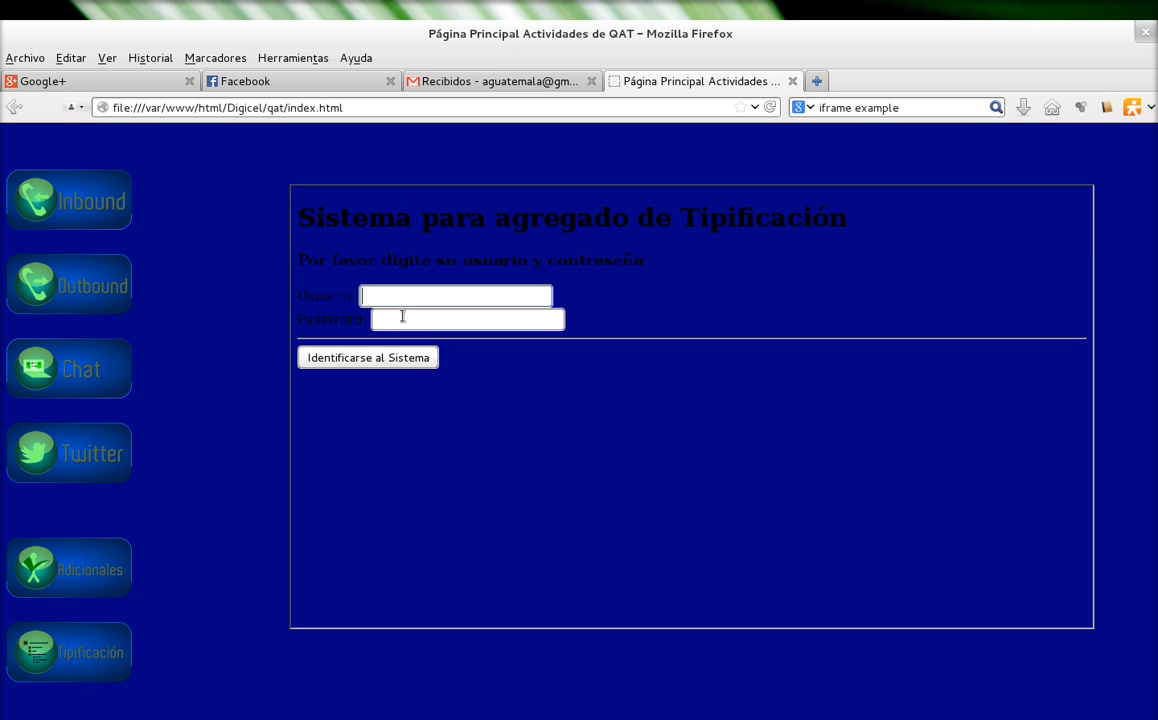 Página Principal Actividades de QAT – Mozilla Firefox
Archivo Editar Ver Historial Marcadores Herramientas Ayuda
Google+ Facebook Recibidos - aguatemala@gm... Página Principal Actividades ...
file:///var/www/html/Digicel/qat/index.html iframe example
Inbound
Outbound
Chat
Twitter
Adicionales
Tipificación
Sistema para agregado de Tipificación
Por favor digite su usuario y contraseña
Usuario:
Password:
Identificarse al Sistema